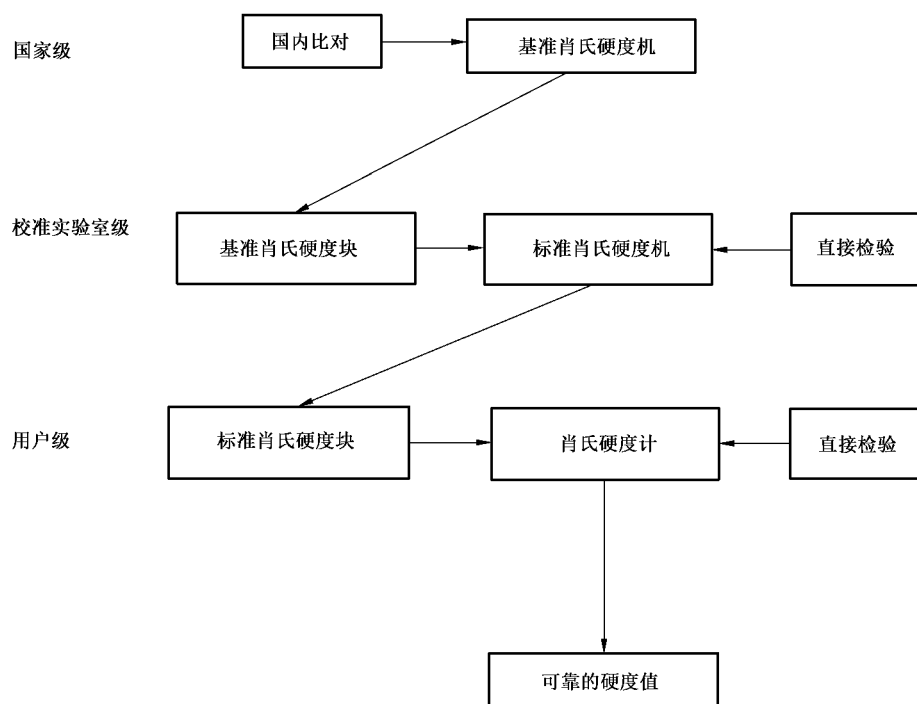 国家级
国内比对
基准肖氏硬度机
校准实验室级
基准肖氏硬度块
标准肖氏硬度机
直接检验
用户级
标准肖氏硬度块
肖氏硬度计
直接检验
可靠的硬度值